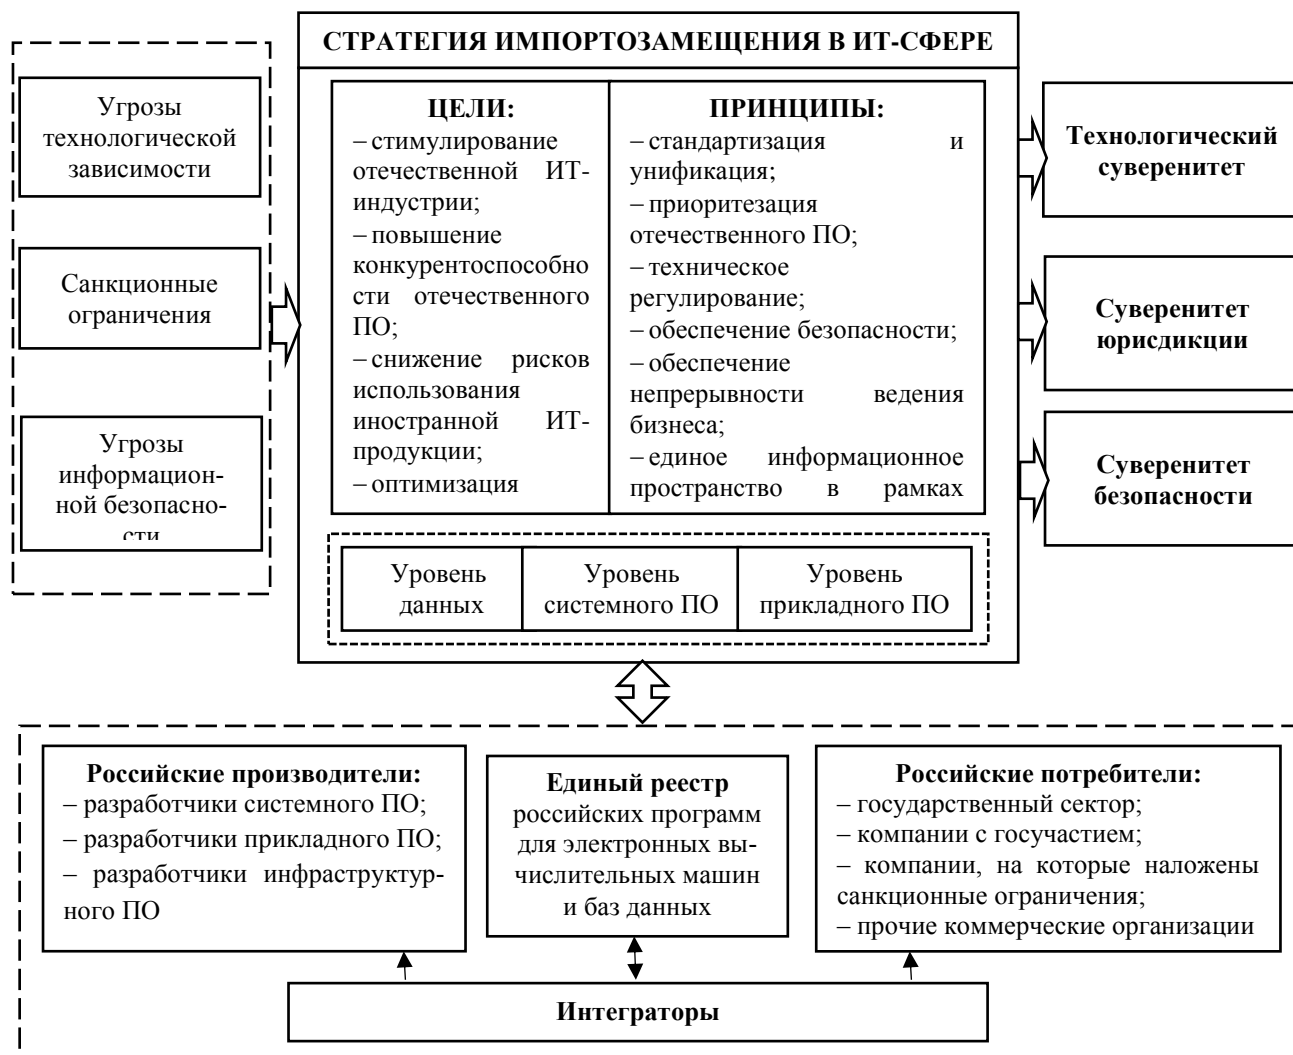 СТРАТЕГИЯ ИМПОРТОЗАМЕЩЕНИЯ В ИТ-СФЕРЕ
Угрозы
технологической
зависимости
Санкционные
ограничения
Угрозы
информацион-
ной безопасно-
сти
ЦЕЛИ:
– стимулирование
отечественной ИТ-
индустрии;
– повышение
конкурентоспособно
сти отечественного
ПО;
– снижение рисков
использования
иностранной ИТ-
продукции;
– оптимизация
ПРИНЦИПЫ:
– стандартизация и
унификация;
– приоритезация
отечественного ПО;
– техническое
регулирование;
– обеспечение безопасности;
– обеспечение
непрерывности ведения
бизнеса;
– единое информационное
пространство в рамках
Уровень
данных
Уровень
системного ПО
Уровень
прикладного ПО
Технологический
суверенитет
Суверенитет
юрисдикции
Суверенитет
безопасности
Российские производители:
– разработчики системного ПО;
– разработчики прикладного ПО;
– разработчики инфраструктур-
ного ПО
Единый реестр
российских программ
для электронных вы-
числительных машин
и баз данных
Российские потребители:
– государственный сектор;
– компании с госучастием;
– компании, на которые наложены
санкционные ограничения;
– прочие коммерческие организации
Интеграторы